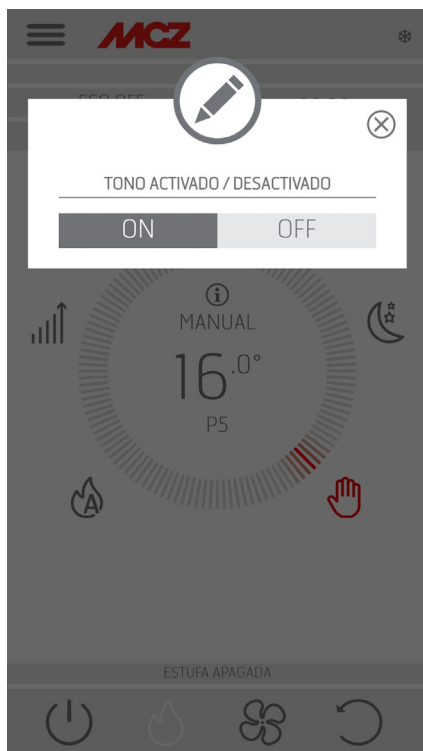 MCZ
TONO ACTIVADO / DESACTIVADO
ON OFF
MANUAL
16.0°
P5
A
ESTUFA APAGADA